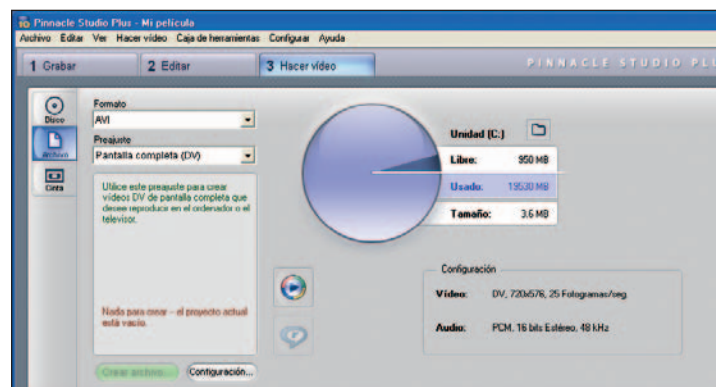 Pinnacle Studio Plus - Mi película
Archivo Editar Ver Hacer vídeo Caja de herramientas Configurar Ayuda
1 Grabar 2 Editar 3 Hacer vídeo PINNACLE STUDIO PLU
Disco
Archivo
Cinta
Formato
AVI
Preajuste
Pantalla completa (DV)
Utilice este preajuste para crear
vídeos DV de pantalla completa que
desee reproducir en el ordenador o el
televisor.
Nada para crear - el proyecto actual
está vacío.
Crear archivo... Configuración...
Unidad (C:)
Libre: 950 MB
Usado: 19530 MB
Tamaño: 3.6 MB
Configuración
Vídeo: DV, 720x576, 25 Fotogramas/seg
Audio: PCM, 16 bits Estéreo, 48 kHz